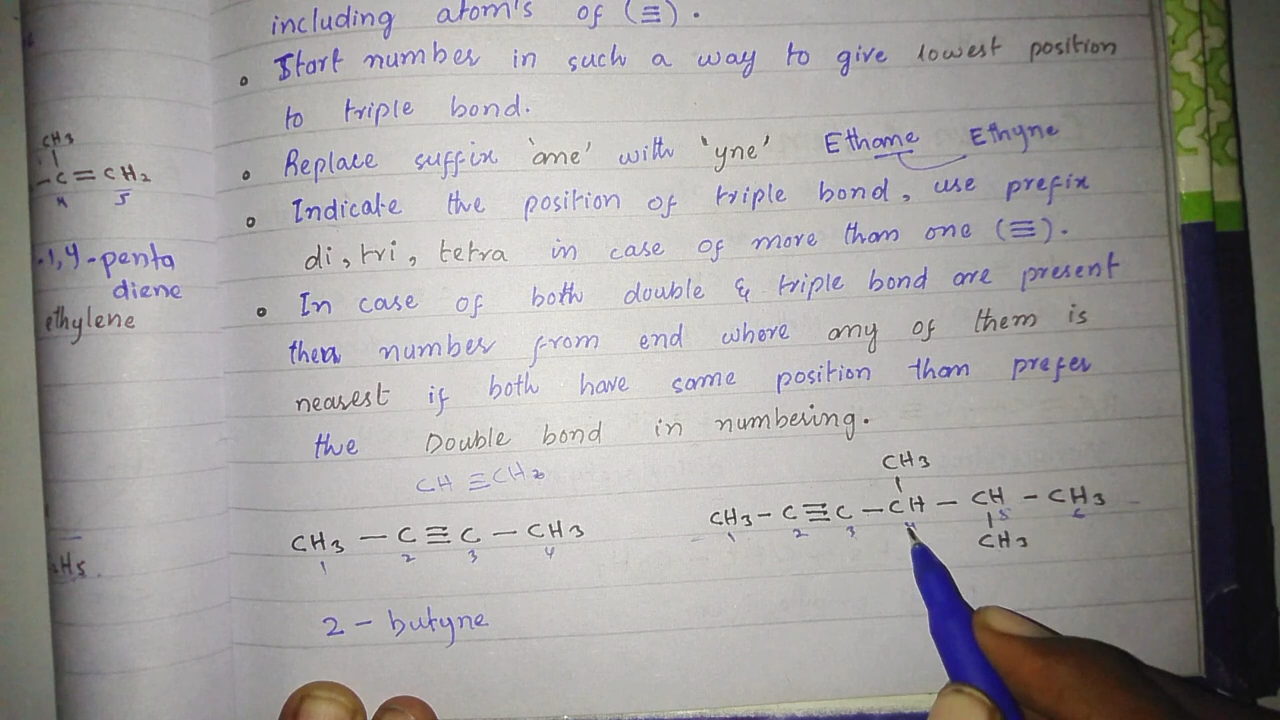 including atom's of (≡).
• Start number in such a way to give lowest position
to triple bond.
• Replace suffix 'ane' with 'yne' Ethane Ethyne
• Indicate the position of triple bond, use prefix
di, tri, tetra in case of more than one (≡).
• In case of both double & triple bond are present
then number from end where any of them is
nearest if both have same position than prefer
the Double bond in numbering.
CH3
-C=CH2
4 5
-1,4-penta
diene
ethylene
CH≡CH
CH3 - C≡C - CH3
1 2 3 4
2 - butyne
CH3
CH3 - C≡C - CH - CH - CH3
1 2 3 4 5 6
CH3
H5.